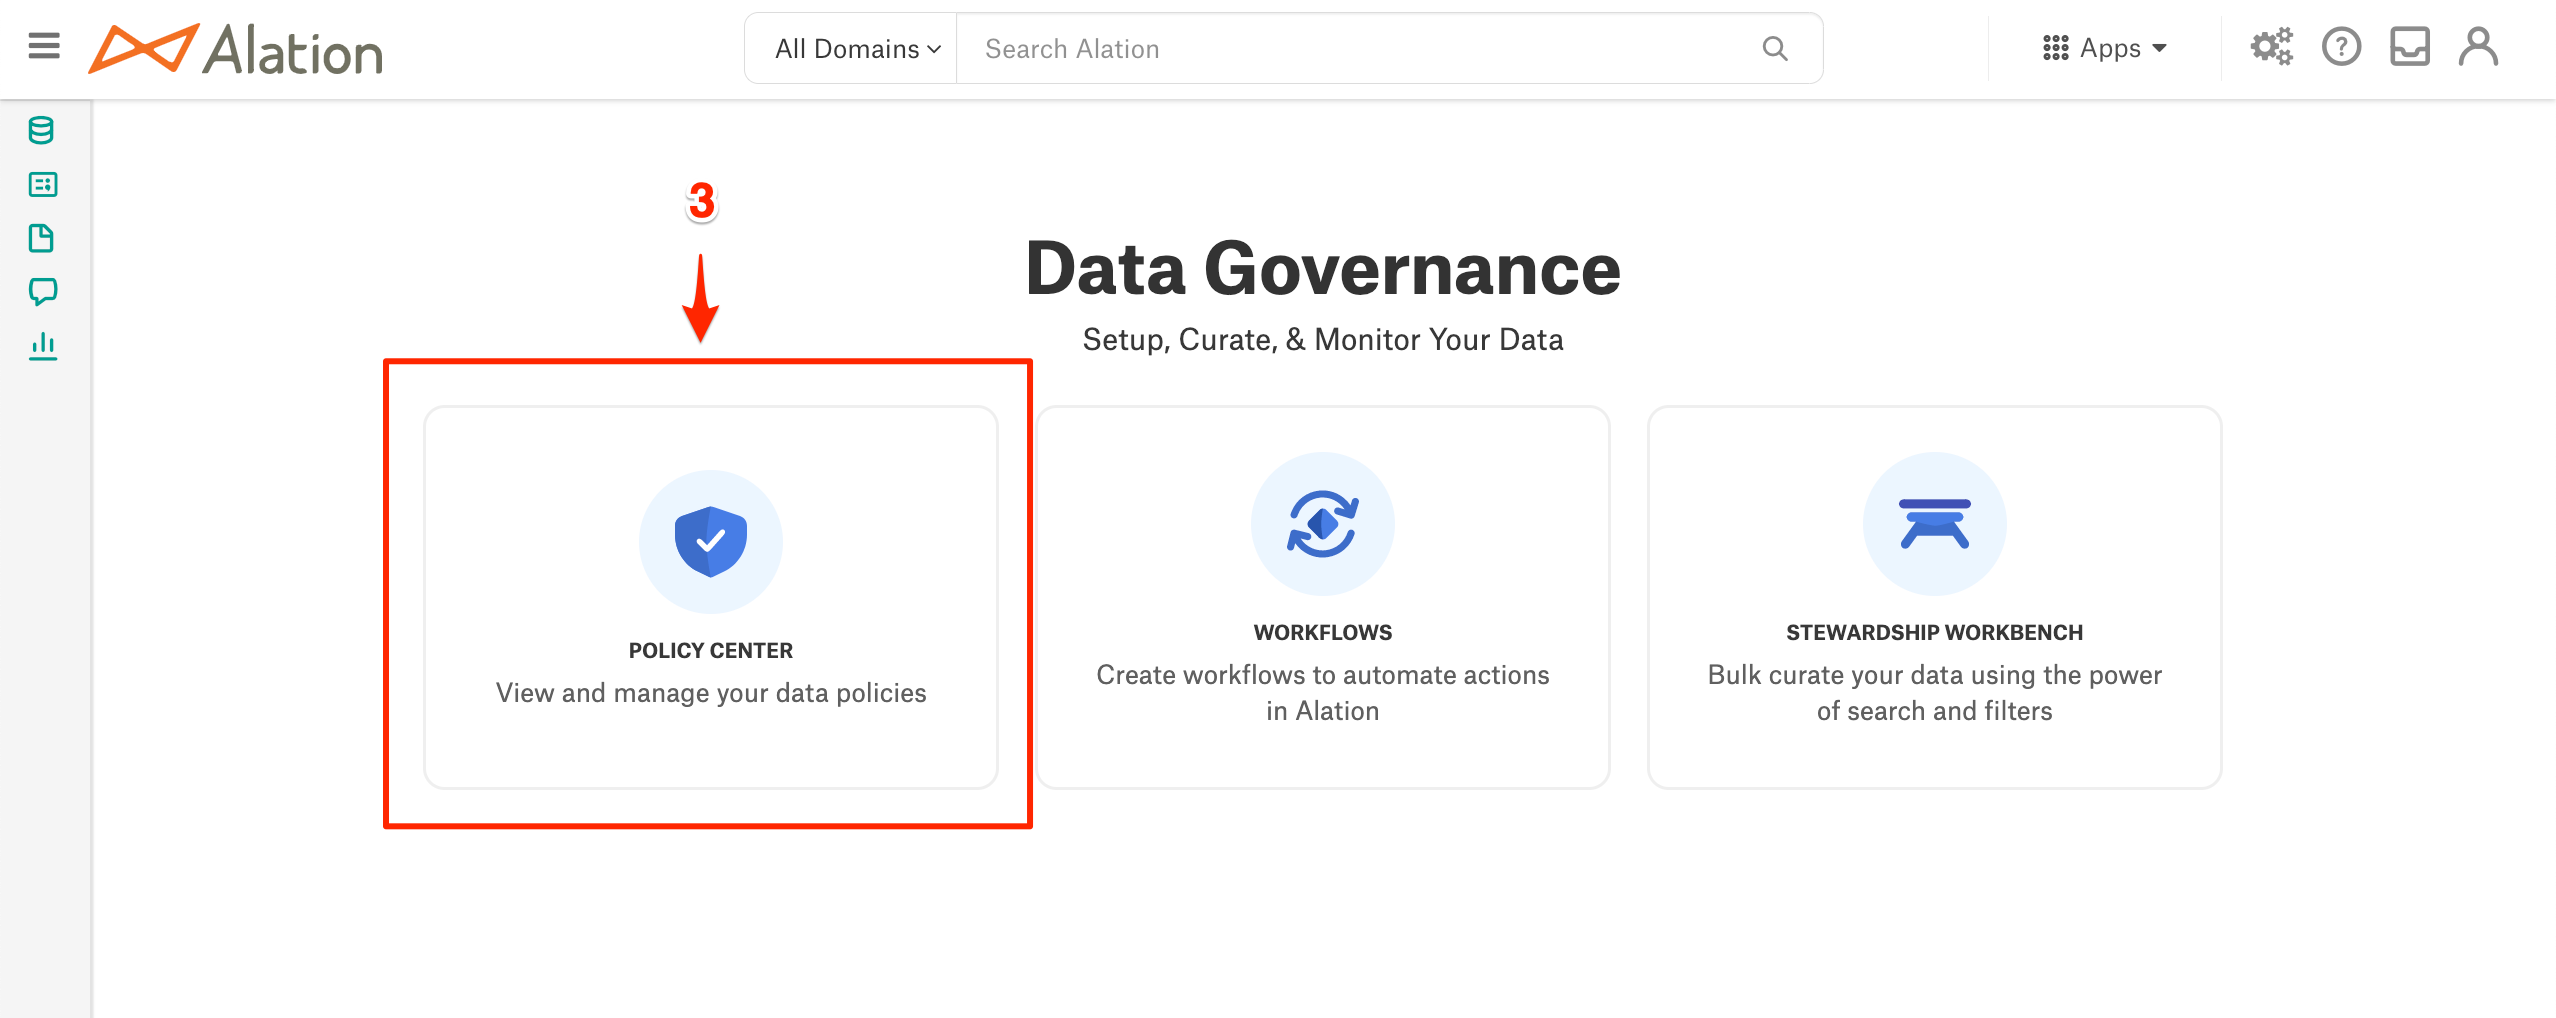 Alation
All Domains
Search Alation
Apps
3
Data Governance
Setup, Curate, & Monitor Your Data
POLICY CENTER
View and manage your data policies
WORKFLOWS
Create workflows to automate actions
in Alation
STEWARDSHIP WORKBENCH
Bulk curate your data using the power
of search and filters